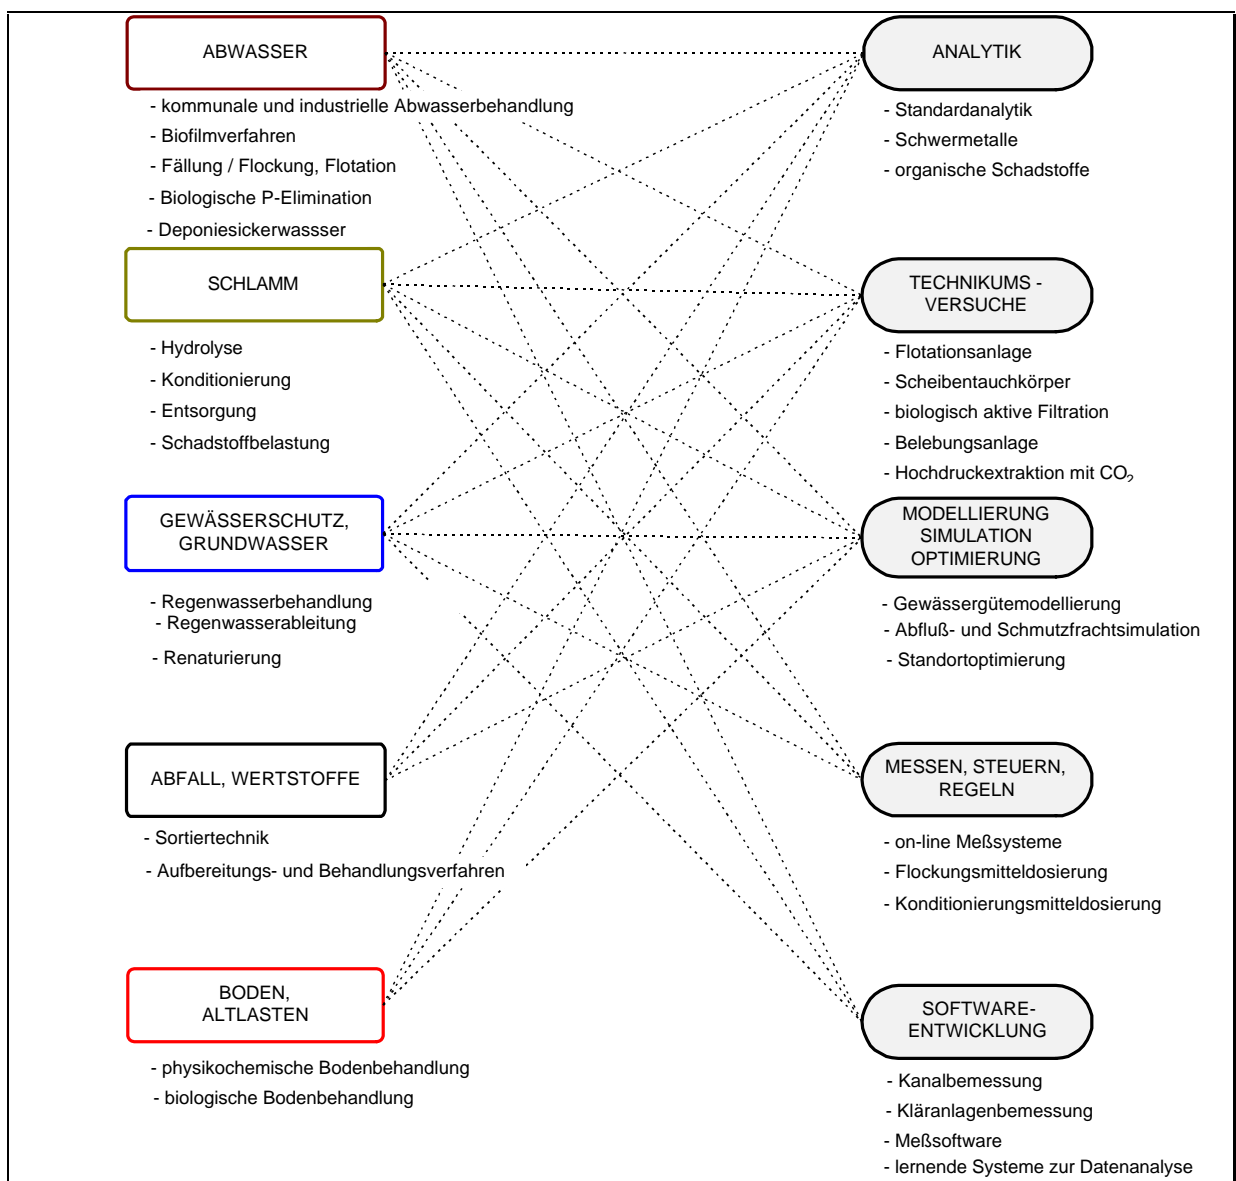 ABWASSER
- kommunale und industrielle Abwasserbehandlung
- Biofilmverfahren
- Fällung / Flockung, Flotation
- Biologische P-Elimination
- Deponiesickerwassser
SCHLAMM
- Hydrolyse
- Konditionierung
- Entsorgung
- Schadstoffbelastung
GEWÄSSERSCHUTZ,
GRUNDWASSER
- Regenwasserbehandlung
- Regenwasserableitung
- Renaturierung
ABFALL, WERTSTOFFE
- Sortiertechnik
- Aufbereitungs- und Behandlungsverfahren
BODEN,
ALTLASTEN
- physikochemische Bodenbehandlung
- biologische Bodenbehandlung
ANALYTIK
- Standardanalytik
- Schwermetalle
- organische Schadstoffe
TECHNIKUMS -
VERSUCHE
- Flotationsanlage
- Scheibentauchkörper
- biologisch aktive Filtration
- Belebungsanlage
- Hochdruckextraktion mit CO₂
MODELLIERUNG
SIMULATION
OPTIMIERUNG
- Gewässergütemodellierung
- Abfluß- und Schmutzfrachtsimulation
- Standortoptimierung
MESSEN, STEUERN,
REGELN
- on-line Meßsysteme
- Flockungsmitteldosierung
- Konditionierungsmitteldosierung
SOFTWARE-
ENTWICKLUNG
- Kanalbemessung
- Kläranlagenbemessung
- Meßsoftware
- lernende Systeme zur Datenanalyse